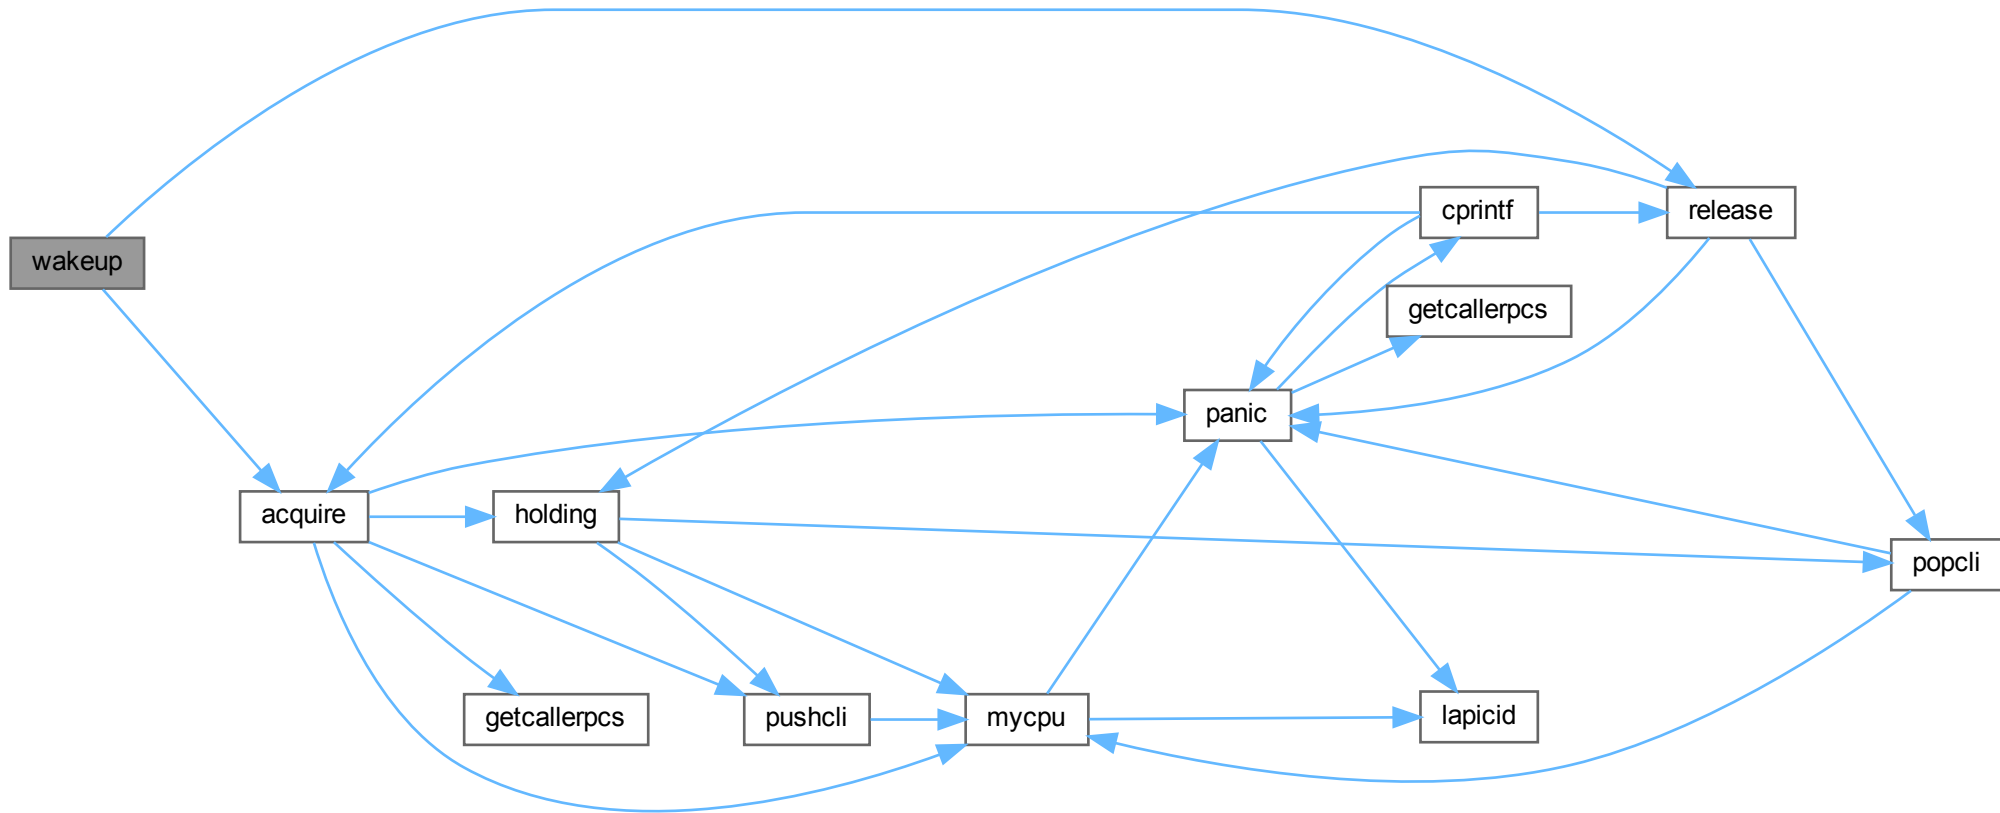 wakeup
cprintf
release
getcallerpcs
panic
acquire
holding
popcli
getcallerpcs
pushcli
mycpu
lapicid